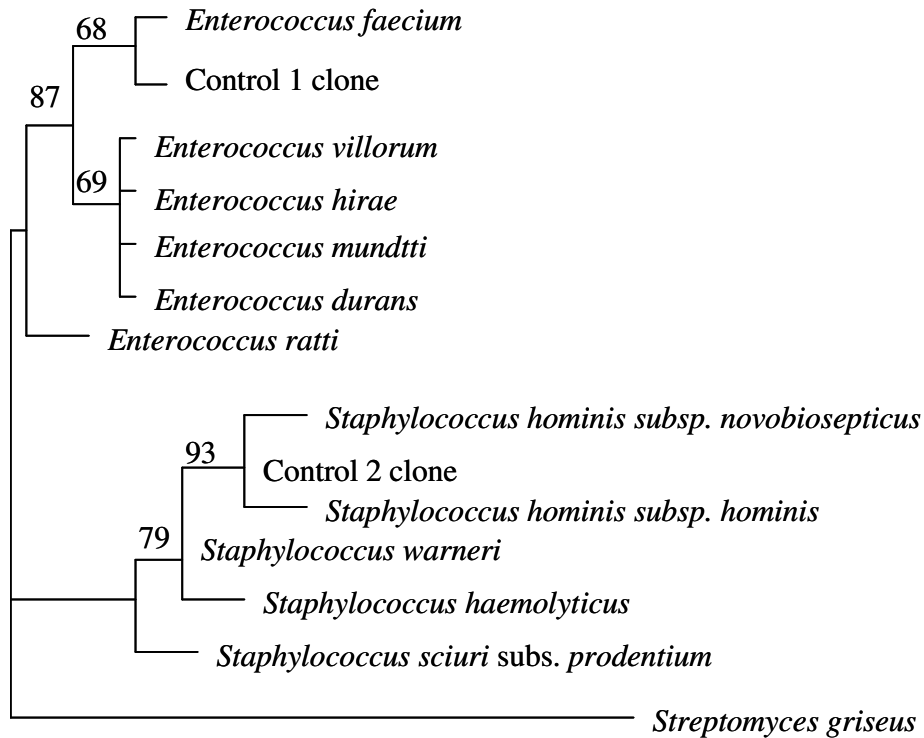 68
Enterococcus faecium
Control 1 clone
87
Enterococcus villorum
69
Enterococcus hirae
Enterococcus mundtti
Enterococcus durans
Enterococcus ratti
Staphylococcus hominis subsp. novobiosepticus
93
Control 2 clone
Staphylococcus hominis subsp. hominis
79
Staphylococcus warneri
Staphylococcus haemolyticus
Staphylococcus sciuri subs. prodentium
Streptomyces griseus